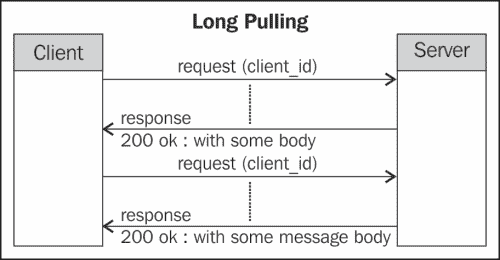 Long Pulling
Client
Server
request (client_id)
response
200 ok : with some body
request (client_id)
response
200 ok : with some message body